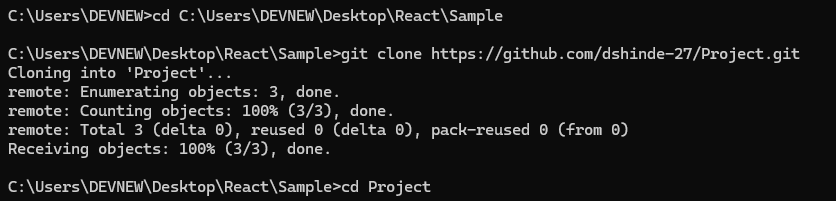 C:\Users\DEVNEW>cd C:\Users\DEVNEW\Desktop\React\Sample
C:\Users\DEVNEW\Desktop\React\Sample>git clone https://github.com/dshinde-27/Project.git
Cloning into 'Project'...
remote: Enumerating objects: 3, done.
remote: Counting objects: 100% (3/3), done.
remote: Total 3 (delta 0), reused 0 (delta 0), pack-reused 0 (from 0)
Receiving objects: 100% (3/3), done.
C:\Users\DEVNEW\Desktop\React\Sample>cd Project